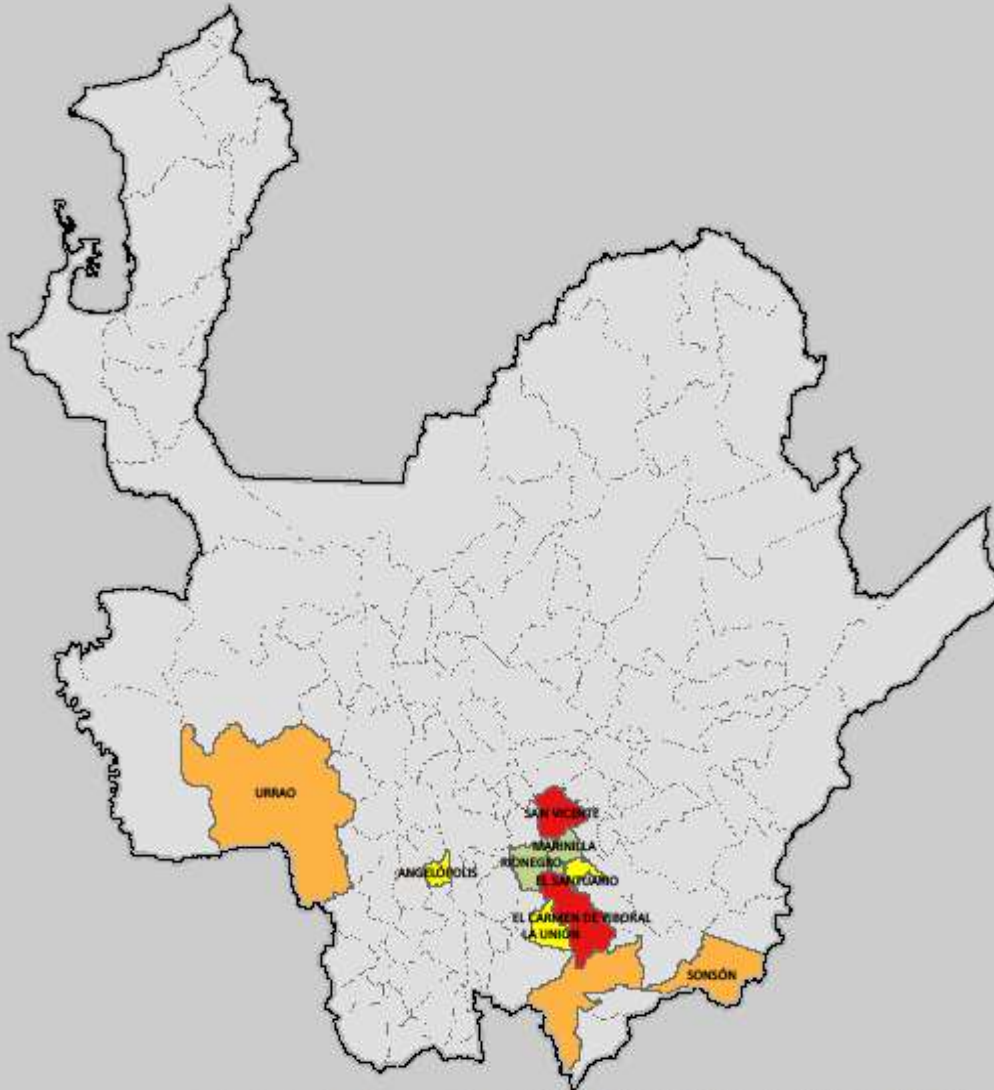 URRAO
SAN VICENTE
MARINILLA
RIONEGRO
ANGELÓPOLIS
EL SANTUARIO
EL CARMEN DE VIBORAL
LA UNIÓN
SONSÓN